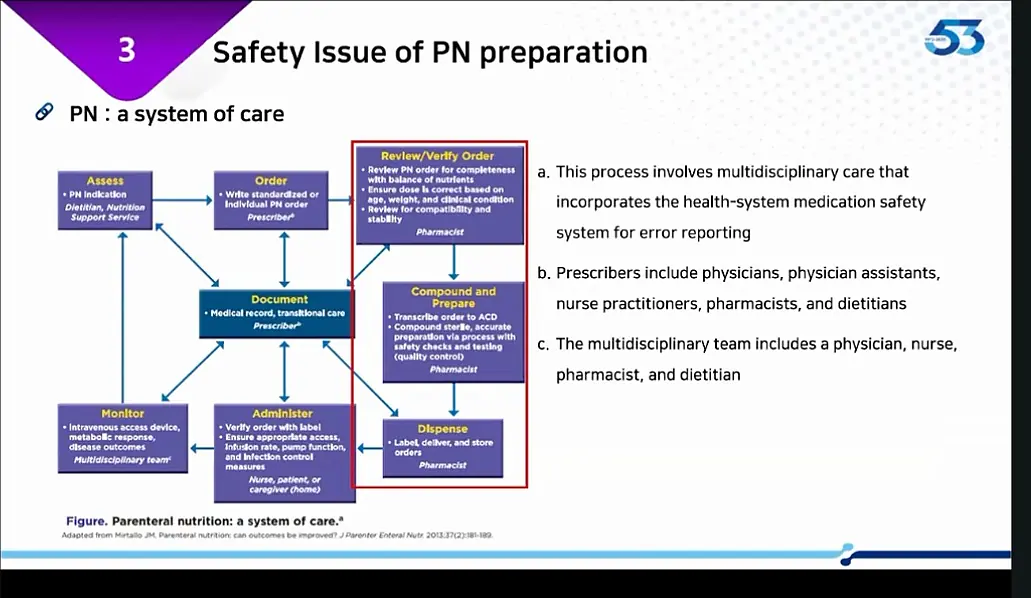 3
Safety Issue of PN preparation
53
PN : a system of care
Assess
• PN indication
Dietitian, Nutrition
Support Service
Order
• Write standardized or
individual PN order
Prescriberᵇ
Review/Verify Order
• Review PN order for completeness
with balance of nutrients
• Ensure dose is correct based on
age, weight, and clinical condition
• Review for compatibility and
stability
Pharmacist
Document
• Medical record, transitional care
Prescriberᵇ
Compound and
Prepare
• Transcribe order to ACD
• Compound sterile, accurate
preparation via process with
safety checks and testing
(quality control)
Pharmacist
Monitor
• Intravenous access device,
metabolic response,
disease outcomes
Multidisciplinary teamᶜ
Administer
• Verify order with label
• Ensure appropriate access,
infusion rate, pump function,
and infection control
measures
Nurse, patient, or
caregiver (home)
Dispense
• Label, deliver, and store
orders
Pharmacist
Figure. Parenteral nutrition: a system of care.ᵃ
Adapted from Mirtallo JM. Parenteral nutrition: can outcomes be improved? J Parenter Enteral Nutr. 2013;37(2):181-189.
a. This process involves multidisciplinary care that
incorporates the health-system medication safety
system for error reporting
b. Prescribers include physicians, physician assistants,
nurse practitioners, pharmacists, and dietitians
c. The multidisciplinary team includes a physician, nurse,
pharmacist, and dietitian